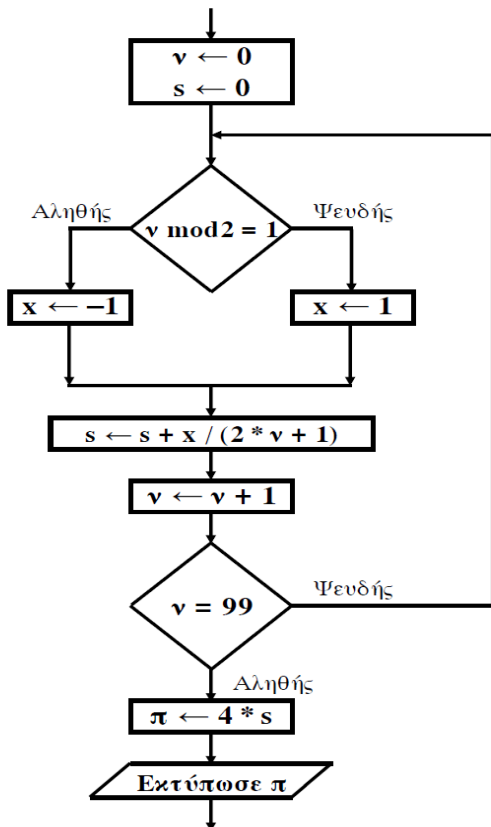 ν ← 0
s ← 0
Αληθής
Ψευδής
ν mod2 = 1
x ← −1
x ← 1
s ← s + x / (2 * ν + 1)
ν ← ν + 1
Ψευδής
ν = 99
Αληθής
π ← 4 * s
Εκτύπωσε π